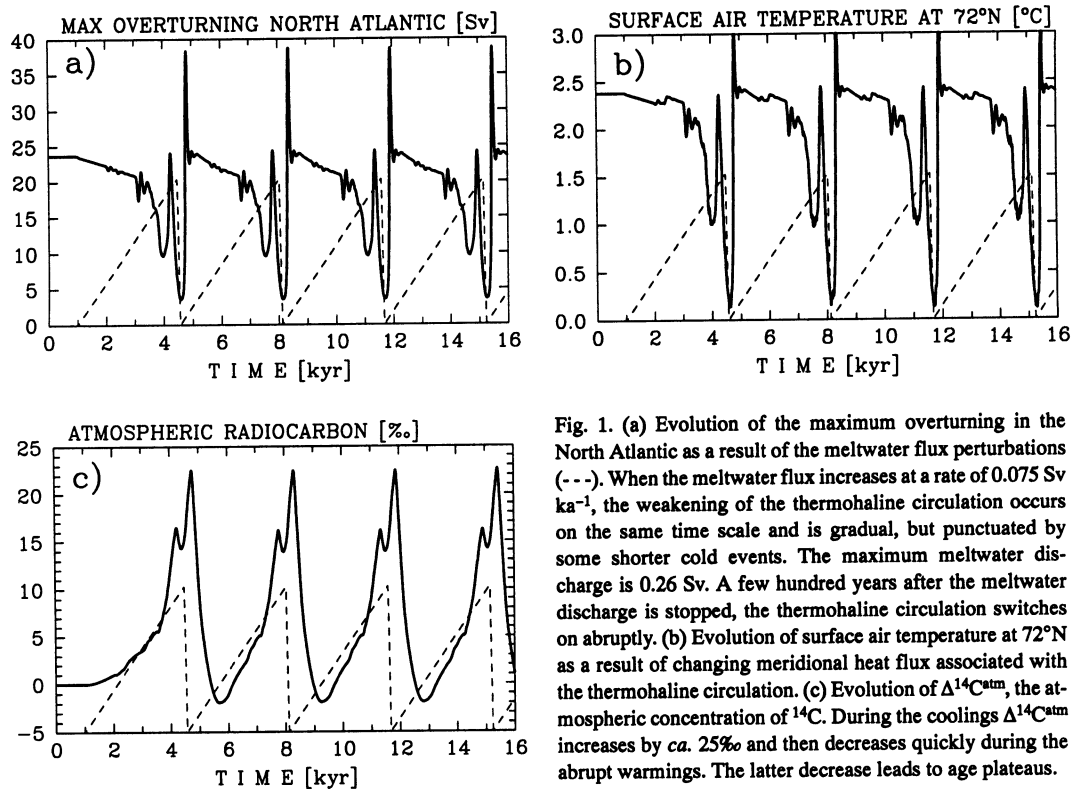 MAX OVERTURNING NORTH ATLANTIC [Sv]
a)
40
35
30
25
20
15
10
5
0
0 2 4 6 8 10 12 14 16
T I M E [kyr]
SURFACE AIR TEMPERATURE AT 72°N [°C]
b)
3.0
2.5
2.0
1.5
1.0
0.5
0.0
0 2 4 6 8 10 12 14 16
T I M E [kyr]
ATMOSPHERIC RADIOCARBON [‰]
c)
25
20
15
10
5
0
−5
0 2 4 6 8 10 12 14 16
T I M E [kyr]
Fig. 1. (a) Evolution of the maximum overturning in the
North Atlantic as a result of the meltwater flux perturbations
(- - -). When the meltwater flux increases at a rate of 0.075 Sv
ka⁻¹, the weakening of the thermohaline circulation occurs
on the same time scale and is gradual, but punctuated by
some shorter cold events. The maximum meltwater dis-
charge is 0.26 Sv. A few hundred years after the meltwater
discharge is stopped, the thermohaline circulation switches
on abruptly. (b) Evolution of surface air temperature at 72°N
as a result of changing meridional heat flux associated with
the thermohaline circulation. (c) Evolution of Δ¹⁴Cᵃᵗᵐ, the at-
mospheric concentration of ¹⁴C. During the coolings Δ¹⁴Cᵃᵗᵐ
increases by ca. 25‰ and then decreases quickly during the
abrupt warmings. The latter decrease leads to age plateaus.